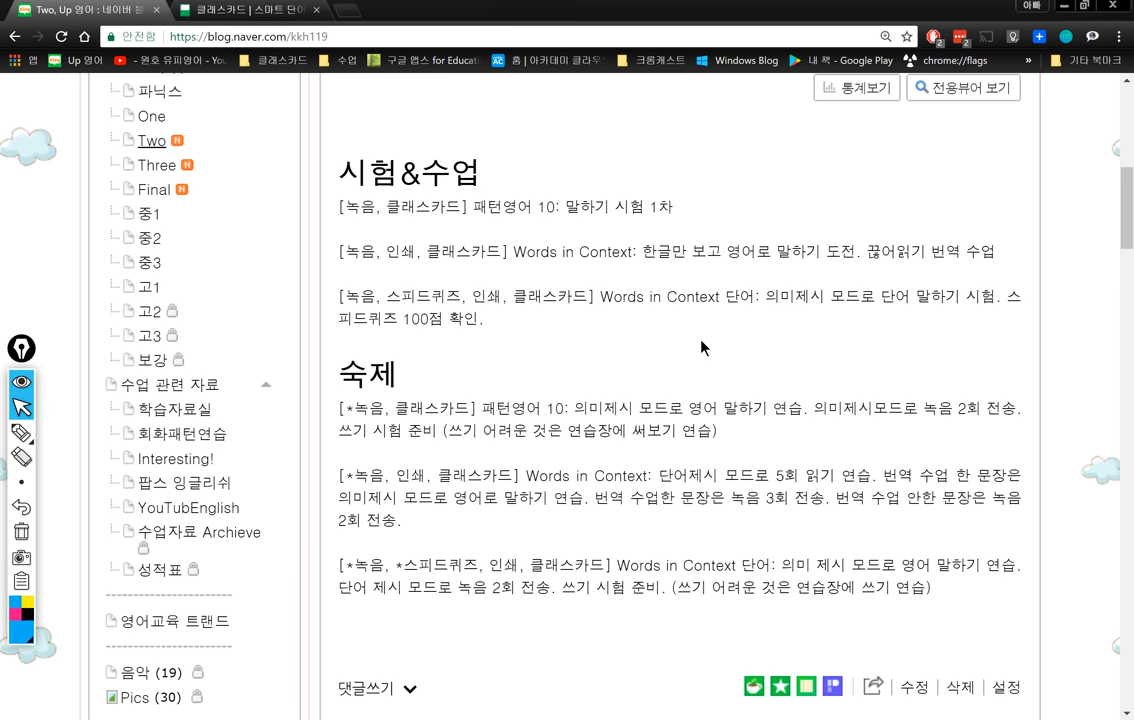 Two, Up 영어 : 네이버 블
클래스카드 | 스마트 단어
아빠
안전함
https://blog.naver.com/kkh119
2
2
앱
Up 영어
- 원호 유피영어 - You
클래스카드
수업
구글 앱스 for Educati
홈 | 아카데미 클라우
크롬캐스트
Windows Blog
내 책 - Google Play
chrome://flags
»
기타 북마크
통계보기
전용뷰어 보기
파닉스
One
Two N
Three N
Final N
중1
중2
중3
고1
고2
고3
보강
수업 관련 자료
학습자료실
회화패턴연습
Interesting!
팝스 잉글리쉬
YouTubEnglish
수업자료 Archieve
성적표
영어교육 트랜드
음악 (19)
Pics (30)
시험&수업
[녹음, 클래스카드] 패턴영어 10: 말하기 시험 1차
[녹음, 인쇄, 클래스카드] Words in Context: 한글만 보고 영어로 말하기 도전. 끊어읽기 번역 수업
[녹음, 스피드퀴즈, 인쇄, 클래스카드] Words in Context 단어: 의미제시 모드로 단어 말하기 시험. 스
피드퀴즈 100점 확인.
숙제
[*녹음, 클래스카드] 패턴영어 10: 의미제시 모드로 영어 말하기 연습. 의미제시모드로 녹음 2회 전송.
쓰기 시험 준비 (쓰기 어려운 것은 연습장에 써보기 연습)
[*녹음, 인쇄, 클래스카드] Words in Context: 단어제시 모드로 5회 읽기 연습. 번역 수업 한 문장은
의미제시 모드로 영어로 말하기 연습. 번역 수업한 문장은 녹음 3회 전송. 번역 수업 안한 문장은 녹음
2회 전송.
[*녹음, *스피드퀴즈, 인쇄, 클래스카드] Words in Context 단어: 의미 제시 모드로 영어 말하기 연습.
단어 제시 모드로 녹음 2회 전송. 쓰기 시험 준비. (쓰기 어려운 것은 연습장에 쓰기 연습)
댓글쓰기
수정 | 삭제 | 설정